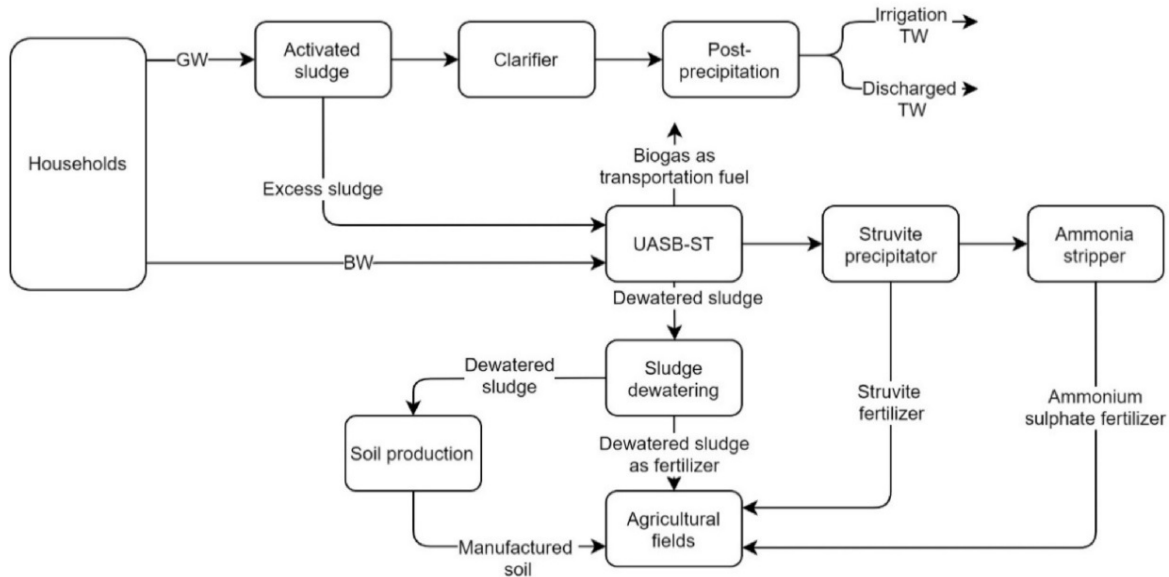 Households
GW
Activated
sludge
Clarifier
Post-
precipitation
Irrigation
TW
Discharged
TW
Excess sludge
Biogas as
transportation fuel
BW
UASB-ST
Struvite
precipitator
Ammonia
stripper
Dewatered sludge
Sludge
dewatering
Dewatered
sludge
Soil production
Dewatered sludge
as fertilizer
Struvite
fertilizer
Ammonium
sulphate fertilizer
Manufactured
soil
Agricultural
fields